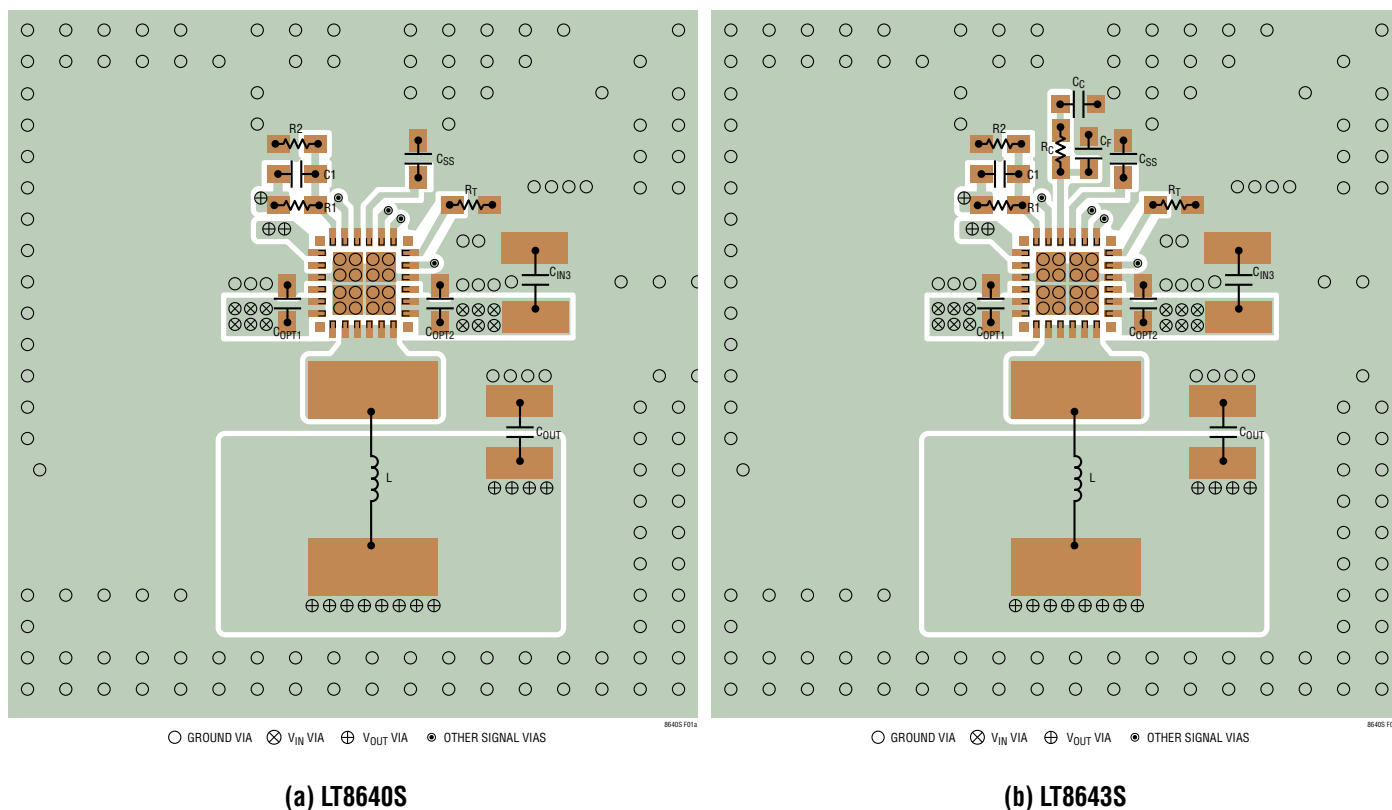 R2
C1
R1
CSS
RT
CIN3
COPT1
COPT2
COUT
L
8640S F01a
GROUND VIA VIN VIA VOUT VIA OTHER SIGNAL VIAS
(a) LT8640S
CC
R2
RC
CF
C1
CSS
R1
RT
CIN3
COPT1
COPT2
COUT
L
8640S F0
GROUND VIA VIN VIA VOUT VIA OTHER SIGNAL VIAS
(b) LT8643S